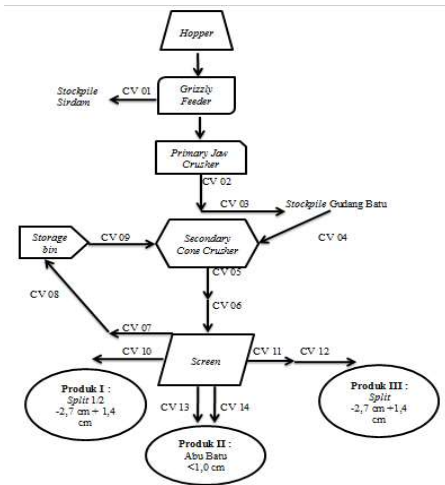 Hopper
Stockpile
Sirdam
CV 01
Grizzly
Feeder
Primary Jaw
Crusher
CV 02
CV 03
Stockpile Gudang Batu
CV 04
Storage
bin
CV 09
Secondary
Cone Crusher
CV 05
CV 08
CV 06
CV 07
CV 10
Screen
CV 11
CV 12
Produk I :
Split 1/2
-2,7 cm + 1,4
cm
CV 13
CV 14
Produk III :
Split
-2,7 cm +1,4
cm
Produk II :
Abu Batu
<1,0 cm